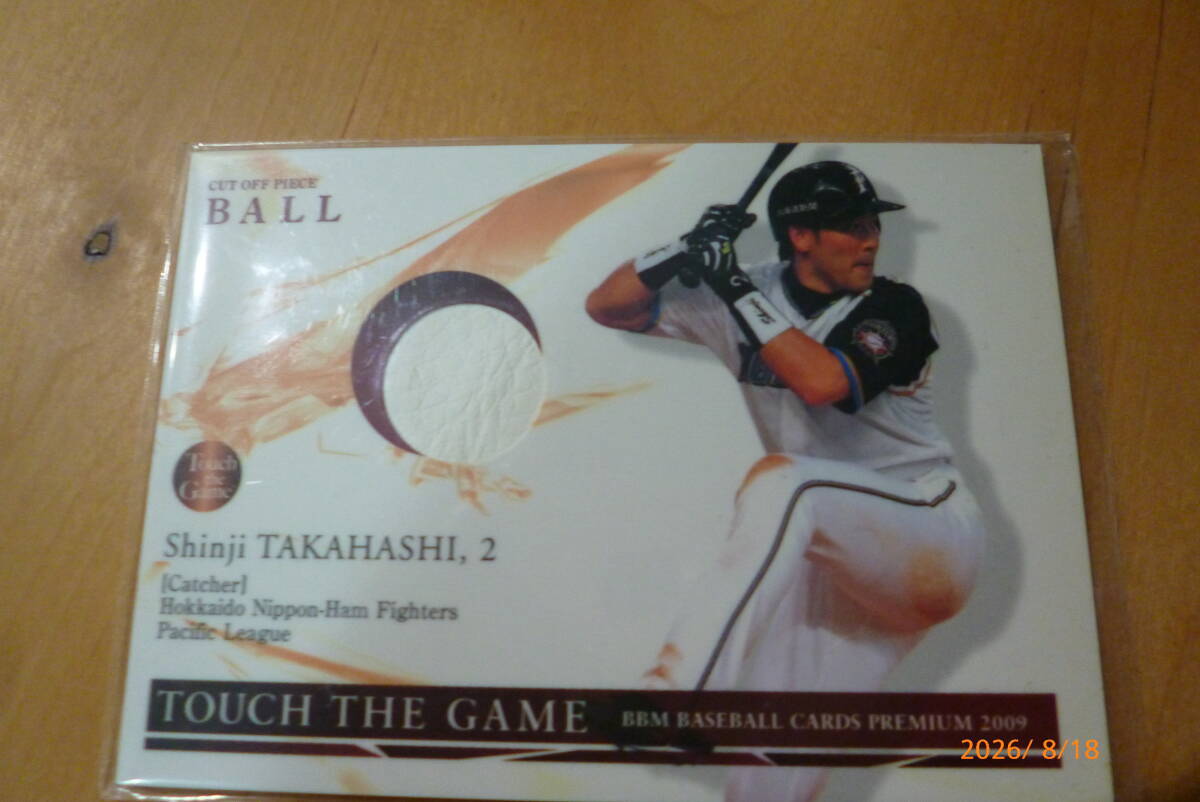 CUT OFF PIECE
BALL
Touch
the
Game
Shinji TAKAHASHI, 2
[Catcher]
Hokkaido Nippon-Ham Fighters
Pacific League
TOUCH THE GAME
BBM BASEBALL CARDS PREMIUM 2009
2026/ 8/18